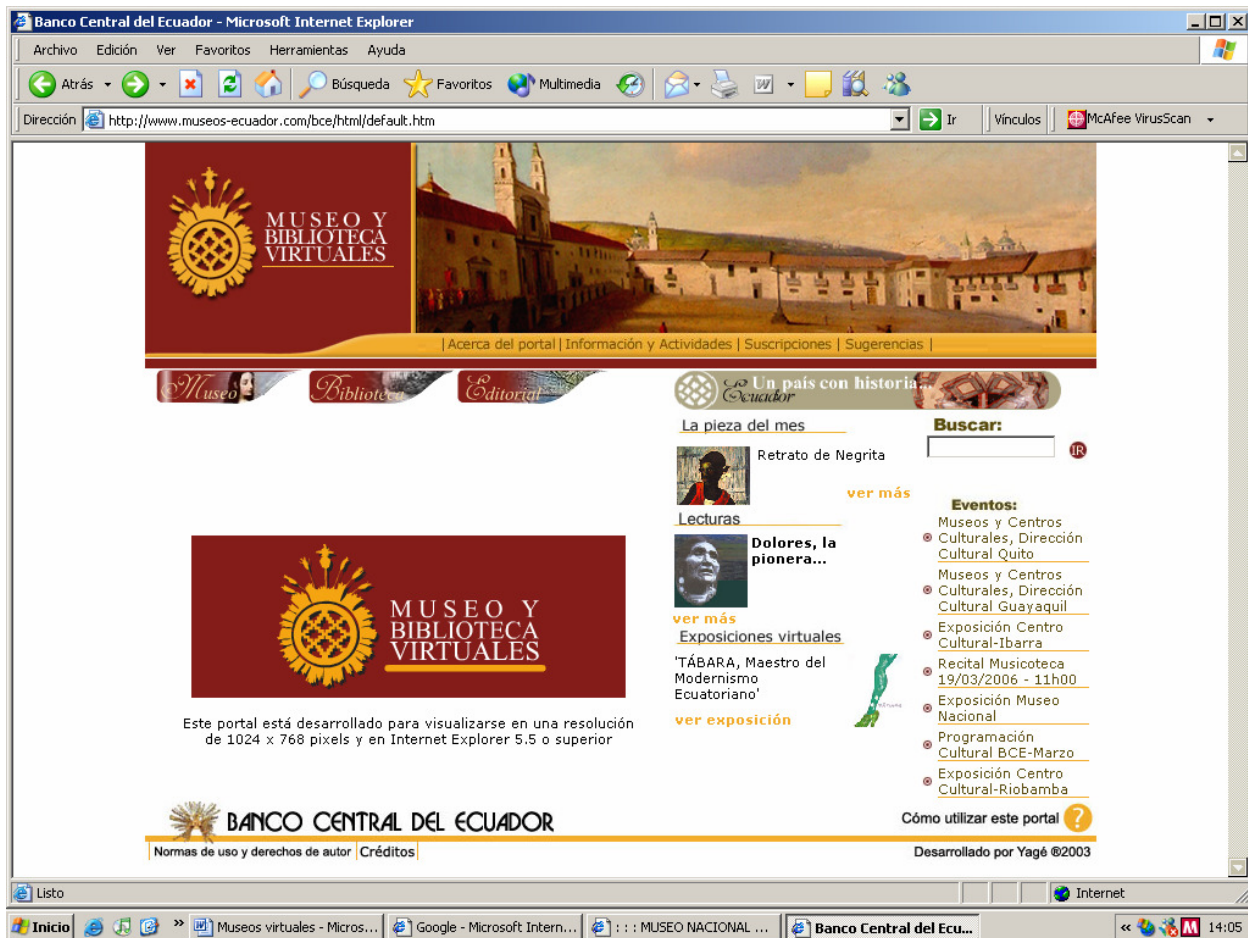 Banco Central del Ecuador - Microsoft Internet Explorer
Archivo Edición Ver Favoritos Herramientas Ayuda
Atrás Búsqueda Favoritos Multimedia
Dirección http://www.museos-ecuador.com/bce/html/default.htm Ir Vínculos McAfee VirusScan
MUSEO Y
BIBLIOTECA
VIRTUALES
|Acerca del portal|Información y Actividades|Suscripciones|Sugerencias|
Museo Biblioteca Editorial
Un país con historia...
Ecuador
La pieza del mes
Retrato de Negrita
ver más
Lecturas
Dolores, la
pionera...
ver más
Exposiciones virtuales
'TÁBARA, Maestro del
Modernismo
Ecuatoriano'
ver exposición
Buscar:
IR
Eventos:
Museos y Centros
Culturales, Dirección
Cultural Quito
Museos y Centros
Culturales, Dirección
Cultural Guayaquil
Exposición Centro
Cultural-Ibarra
Recital Musicoteca
19/03/2006 - 11h00
Exposición Museo
Nacional
Programación
Cultural BCE-Marzo
Exposición Centro
Cultural-Riobamba
MUSEO Y
BIBLIOTECA
VIRTUALES
Este portal está desarrollado para visualizarse en una resolución
de 1024 x 768 pixels y en Internet Explorer 5.5 o superior
BANCO CENTRAL DEL ECUADOR
Cómo utilizar este portal ?
Normas de uso y derechos de autor Créditos
Desarrollado por Yagé ®2003
Listo Internet
Inicio » Museos virtuales - Micros... Google - Microsoft Intern... : : : MUSEO NACIONAL ... Banco Central del Ecu... « M 14:05